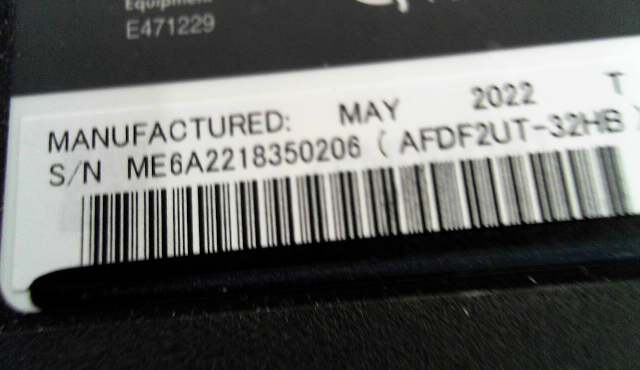 Equipment
E471229
MANUFACTURED: MAY 2022 T
S/N ME6A2218350206 ( AFDF2UT-32HB )